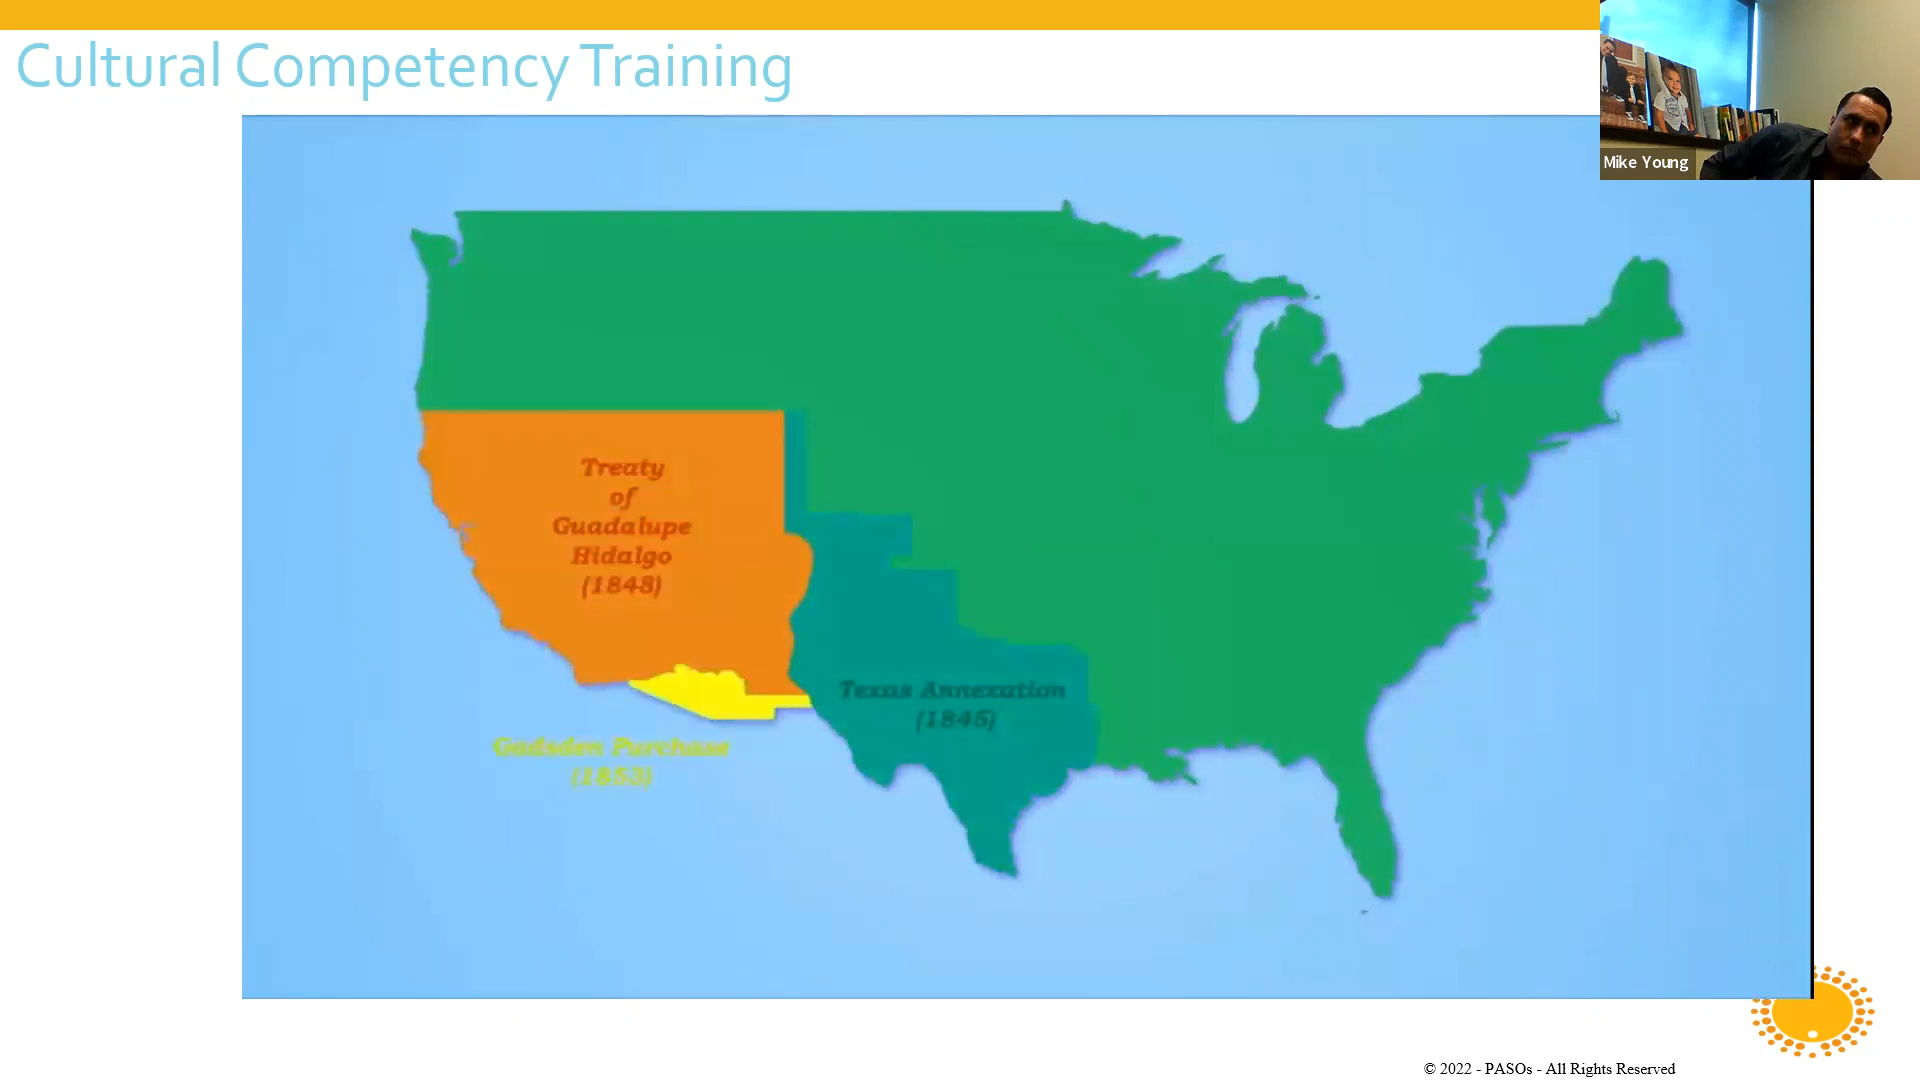 Cultural Competency Training
Mike Young
Treaty
of
Guadalupe
Hidalgo
(1848)
Texas Annexation
(1845)
Gadsden Purchase
(1853)
© 2022 - PASOs - All Rights Reserved